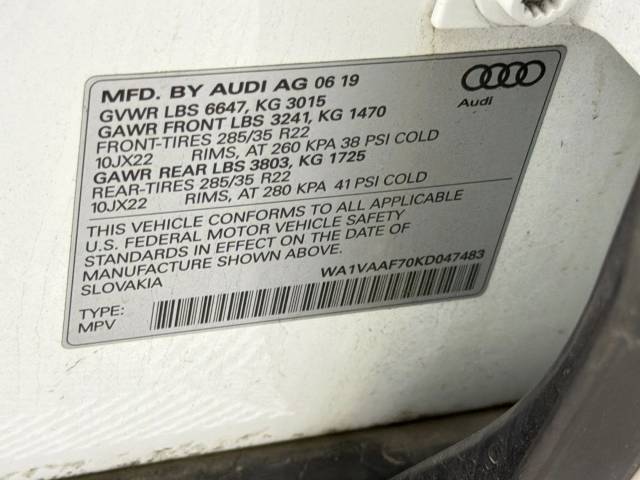 MFD. BY AUDI AG 06 19
GVWR LBS 6647, KG 3015
GAWR FRONT LBS 3241, KG 1470
FRONT-TIRES 285/35 R22
10JX22 RIMS, AT 260 KPA 38 PSI COLD
GAWR REAR LBS 3803, KG 1725
REAR-TIRES 285/35 R22
10JX22 RIMS, AT 280 KPA 41 PSI COLD
Audi
THIS VEHICLE CONFORMS TO ALL APPLICABLE
U.S. FEDERAL MOTOR VEHICLE SAFETY
STANDARDS IN EFFECT ON THE DATE OF
MANUFACTURE SHOWN ABOVE.
SLOVAKIA
WA1VAAF70KD047483
TYPE:
MPV